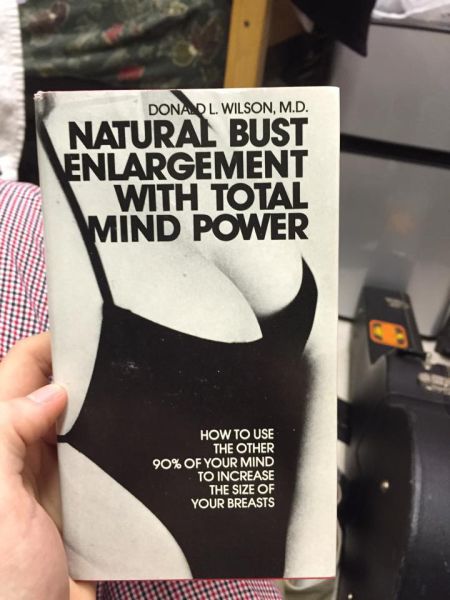 DONALD L. WILSON, M.D.
NATURAL BUST
ENLARGEMENT
WITH TOTAL
MIND POWER
HOW TO USE
THE OTHER
90% OF YOUR MIND
TO INCREASE
THE SIZE OF
YOUR BREASTS